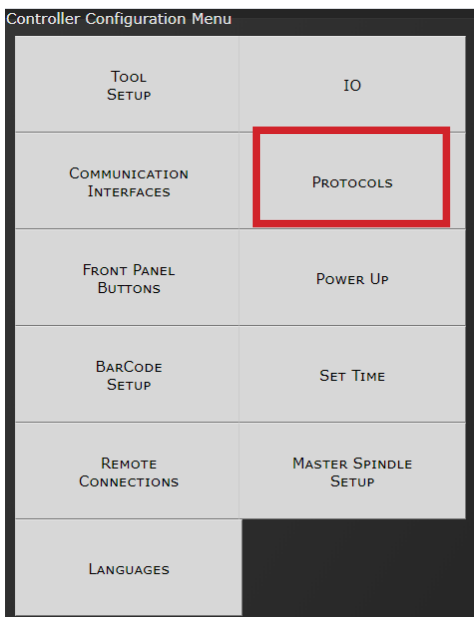 Controller Configuration Menu
Tool
Setup
IO
Communication
Interfaces
Protocols
Front Panel
Buttons
Power Up
BarCode
Setup
Set Time
Remote
Connections
Master Spindle
Setup
Languages